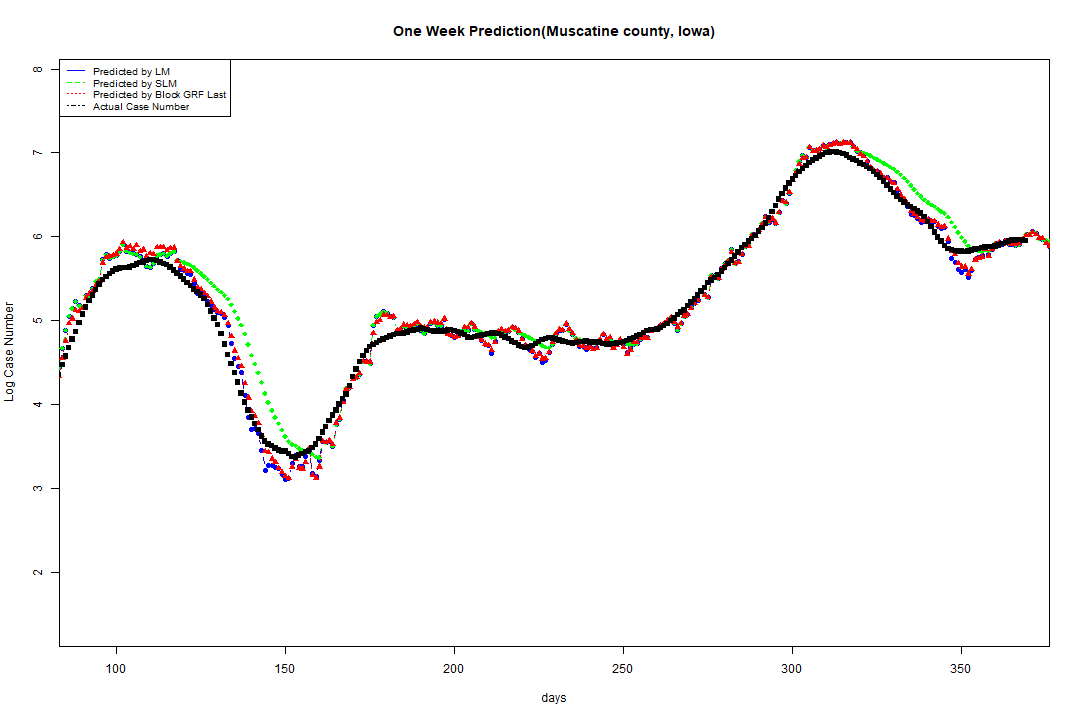 One Week Prediction(Muscatine county, Iowa)
Predicted by LM
Predicted by SLM
Predicted by Block GRF Last
Actual Case Number
8
7
6
5
4
3
2
Log Case Number
100 150 200 250 300 350
days